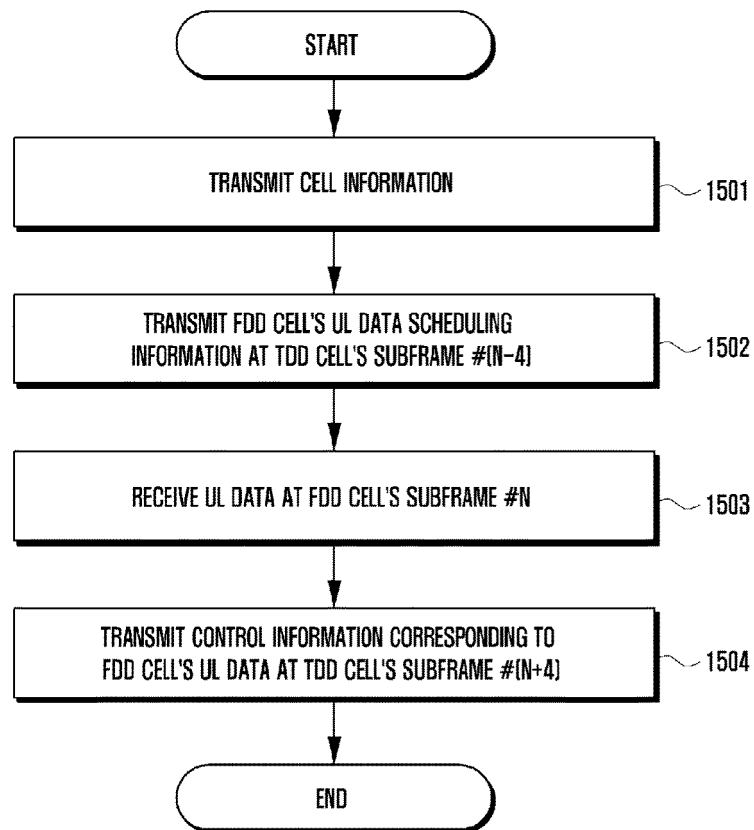 START
TRANSMIT CELL INFORMATION
1501
TRANSMIT FDD CELL'S UL DATA SCHEDULING
INFORMATION AT TDD CELL'S SUBFRAME #(N-4)
1502
RECEIVE UL DATA AT FDD CELL'S SUBFRAME #N
1503
TRANSMIT CONTROL INFORMATION CORRESPONDING TO
FDD CELL'S UL DATA AT TDD CELL'S SUBFRAME #(N+4)
1504
END